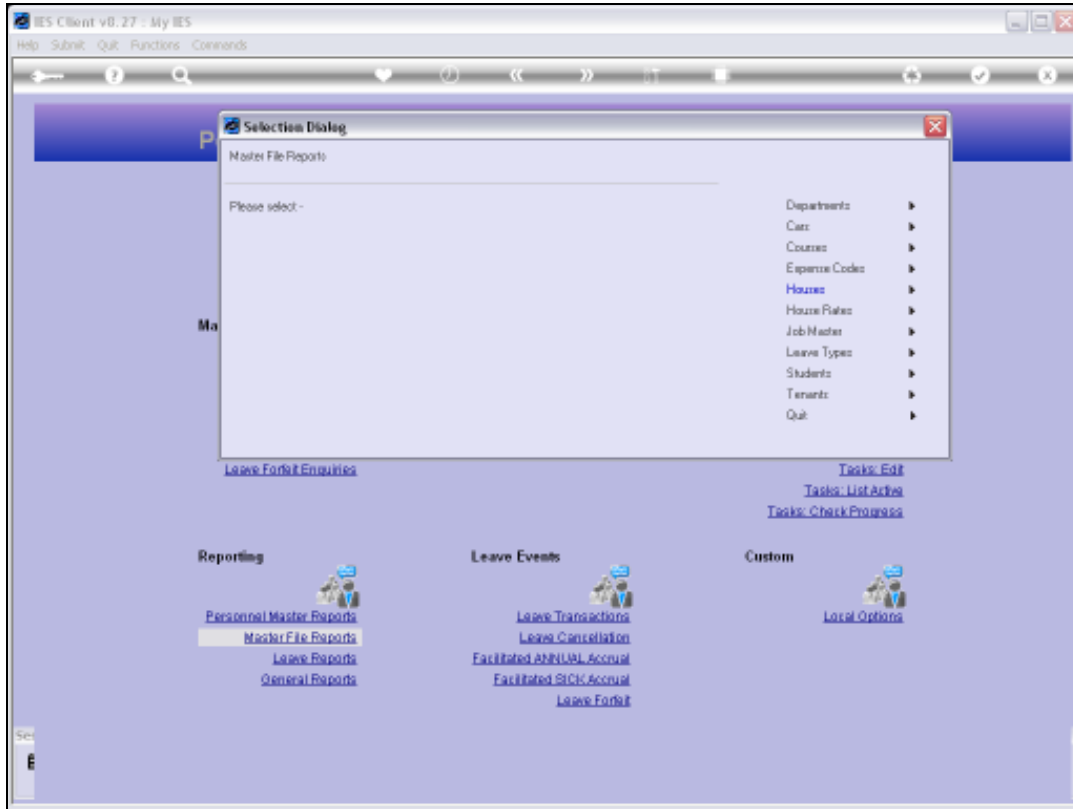 IES Client v8.27 : My IES
Help Submit Quit Functions Commands
Selection Dialog
Master File Reports
Please select -
Departments
Cars
Courses
Expense Codes
Houses
House Rates
Job Master
Leave Types
Students
Tenants
Quit
Ma
Leave Forfeit Enquiries
Tasks: Edit
Tasks: List Active
Tasks: Check Progress
Reporting
Personnel Master Reports
Master File Reports
Leave Reports
General Reports
Leave Events
Leave Transactions
Leave Cancellation
Facilitated ANNUAL Accrual
Facilitated SICK Accrual
Leave Forfeit
Custom
Local Options